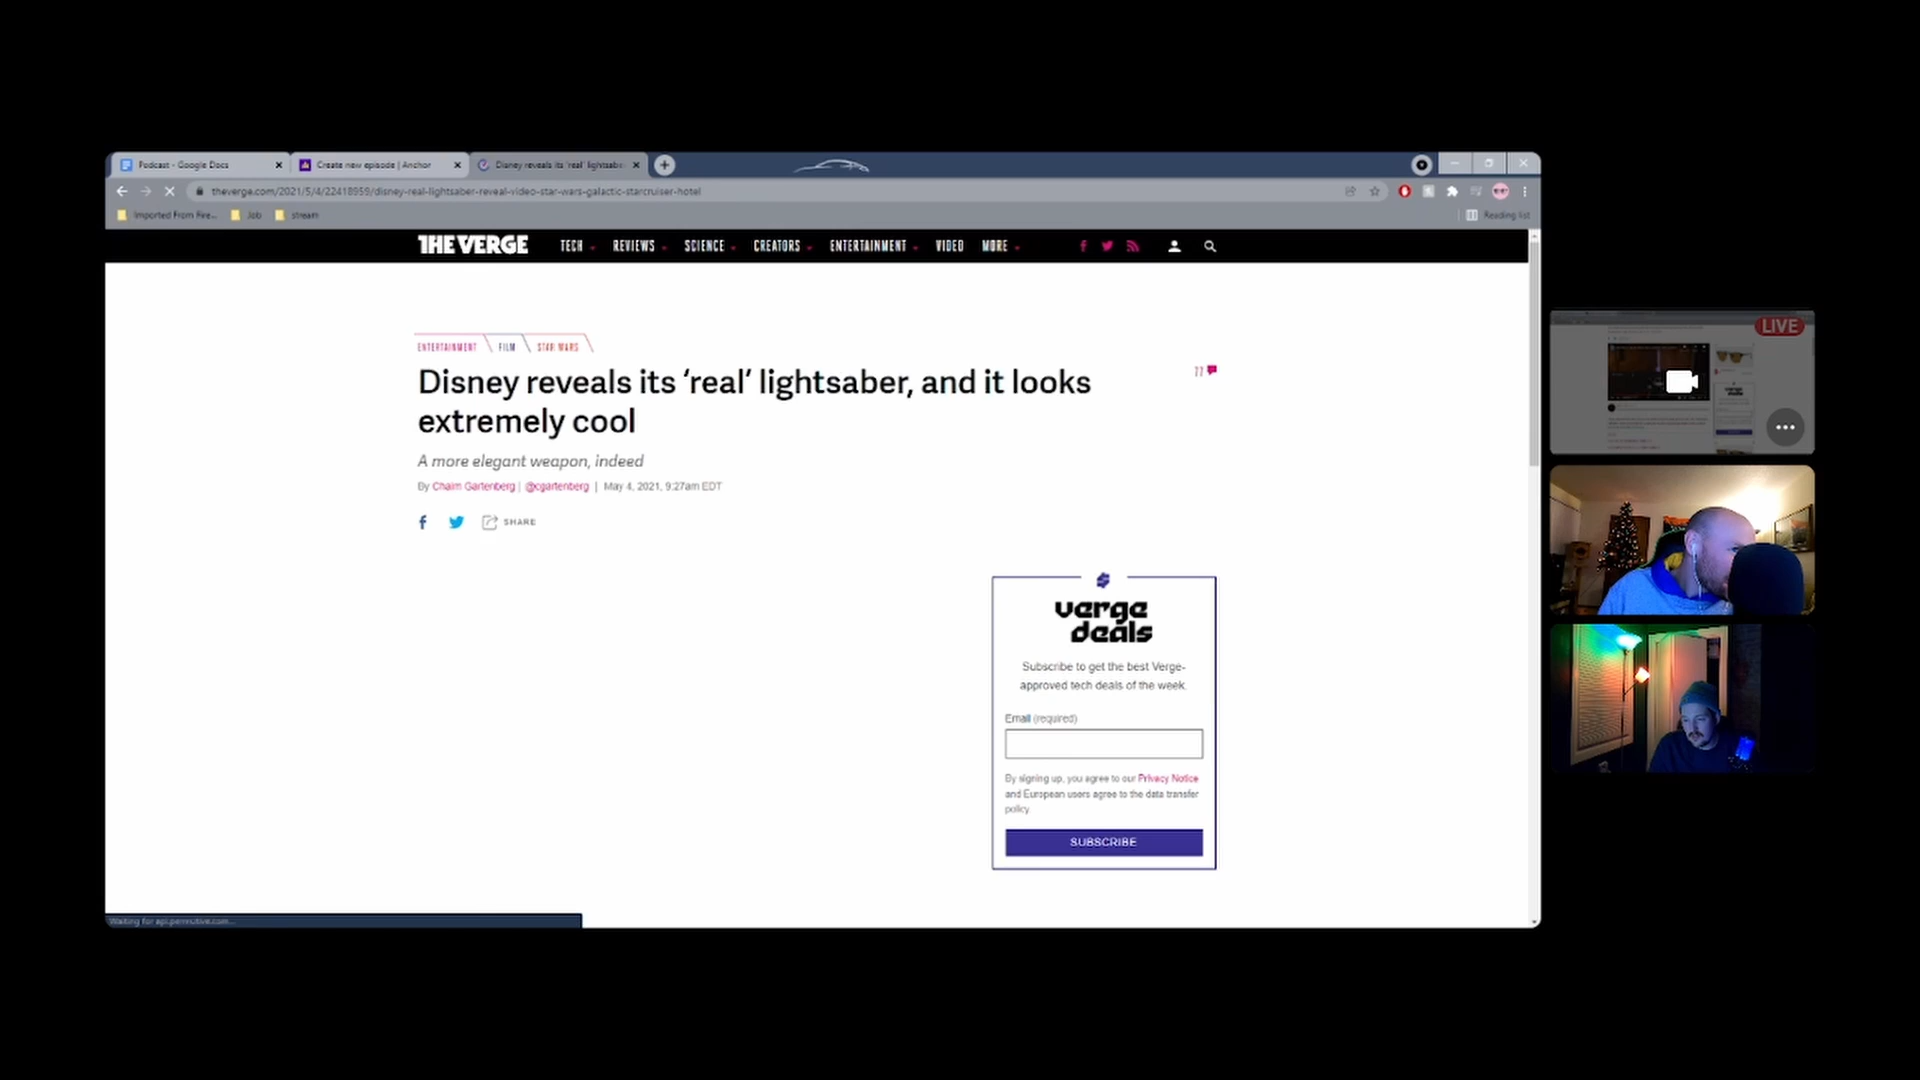 Podcast - Google Docs
Create new episode | Anchor
Disney reveals its 'real' lightsabe
theverge.com/2021/5/4/22418959/disney-real-lightsaber-reveal-video-star-wars-galactic-starcruiser-hotel
Imported From Fire...
Job
stream
Reading list
THE VERGE
TECH
REVIEWS
SCIENCE
CREATORS
ENTERTAINMENT
VIDEO
MORE
LIVE
ENTERTAINMENT
FILM
STAR WARS
Disney reveals its ‘real’ lightsaber, and it looks
extremely cool
77
A more elegant weapon, indeed
By Chaim Gartenberg | @cgartenberg | May 4, 2021, 9:27am EDT
SHARE
verge
deals
Subscribe to get the best Verge-
approved tech deals of the week.
Email (required)
By signing up, you agree to our Privacy Notice
and European users agree to the data transfer
policy.
SUBSCRIBE
Waiting for api.permutive.com...